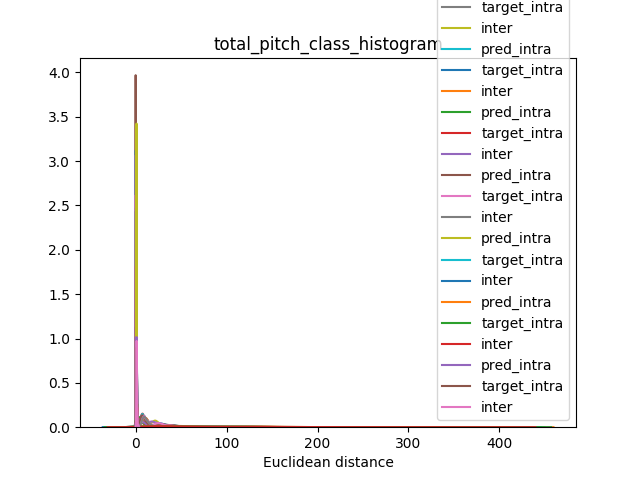 target_intra
inter
total_pitch_class_histogram
pred_intra
target_intra
inter
pred_intra
target_intra
inter
pred_intra
target_intra
inter
pred_intra
target_intra
inter
pred_intra
target_intra
inter
pred_intra
target_intra
inter
4.0
3.5
3.0
2.5
2.0
1.5
1.0
0.5
0.0
0
100
200
300
400
Euclidean distance